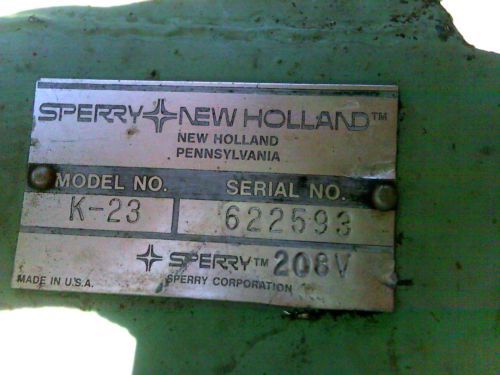 SPERRY NEW HOLLAND™
NEW HOLLAND
PENNSYLVANIA
MODEL NO. SERIAL NO.
K-23 622593
SPERRY™ 208V
MADE IN U.S.A. SPERRY CORPORATION